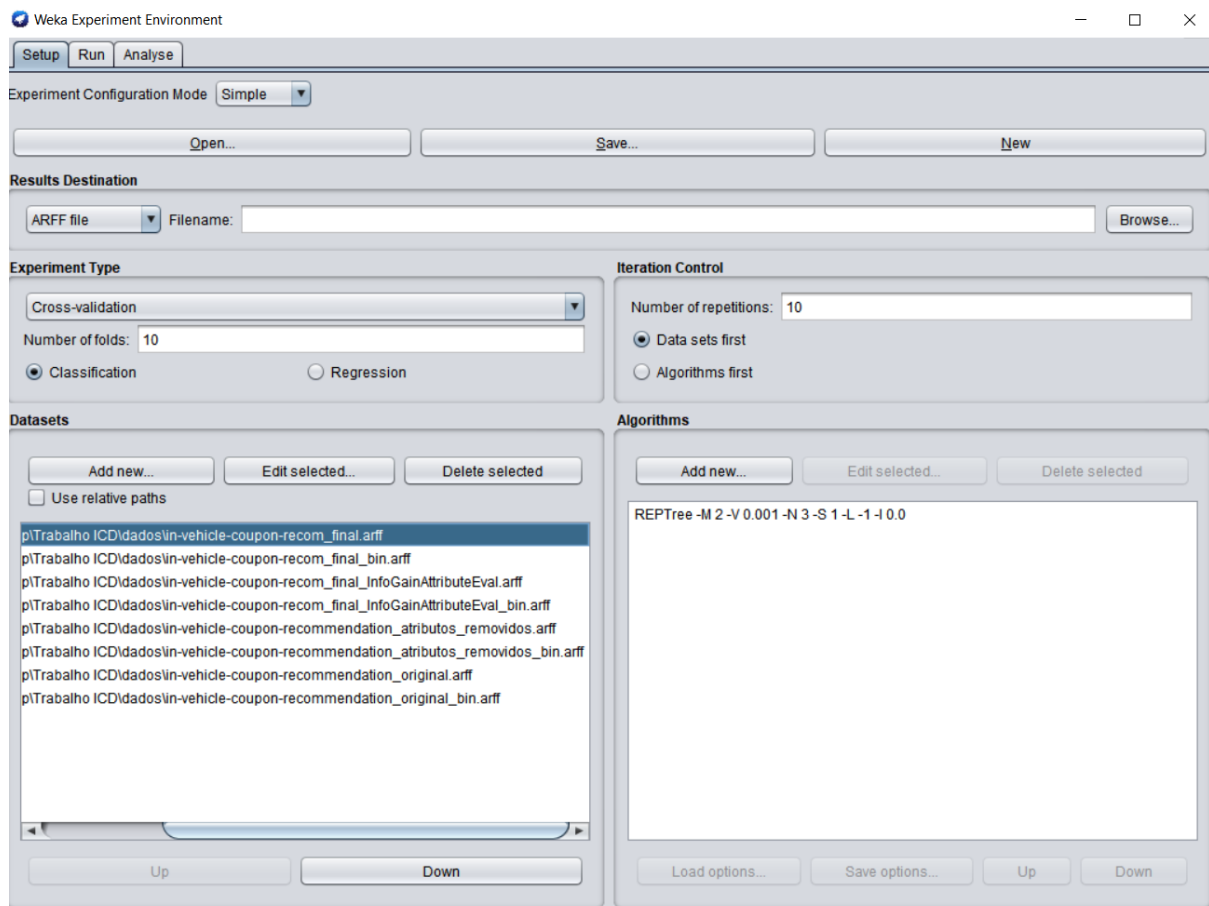 Weka Experiment Environment
Setup Run Analyse
Experiment Configuration Mode Simple
Open... Save... New
Results Destination
ARFF file Filename: Browse...
Experiment Type
Cross-validation
Number of folds: 10
Classification Regression
Iteration Control
Number of repetitions: 10
Data sets first
Algorithms first
Datasets
Add new... Edit selected... Delete selected
Use relative paths
p\Trabalho ICD\dados\in-vehicle-coupon-recom_final.arff
p\Trabalho ICD\dados\in-vehicle-coupon-recom_final_bin.arff
p\Trabalho ICD\dados\in-vehicle-coupon-recom_final_InfoGainAttributeEval.arff
p\Trabalho ICD\dados\in-vehicle-coupon-recom_final_InfoGainAttributeEval_bin.arff
p\Trabalho ICD\dados\in-vehicle-coupon-recommendation_atributos_removidos.arff
p\Trabalho ICD\dados\in-vehicle-coupon-recommendation_atributos_removidos_bin.arff
p\Trabalho ICD\dados\in-vehicle-coupon-recommendation_original.arff
p\Trabalho ICD\dados\in-vehicle-coupon-recommendation_original_bin.arff
Up Down
Algorithms
Add new... Edit selected... Delete selected
REPTree -M 2 -V 0.001 -N 3 -S 1 -L -1 -I 0.0
Load options... Save options... Up Down